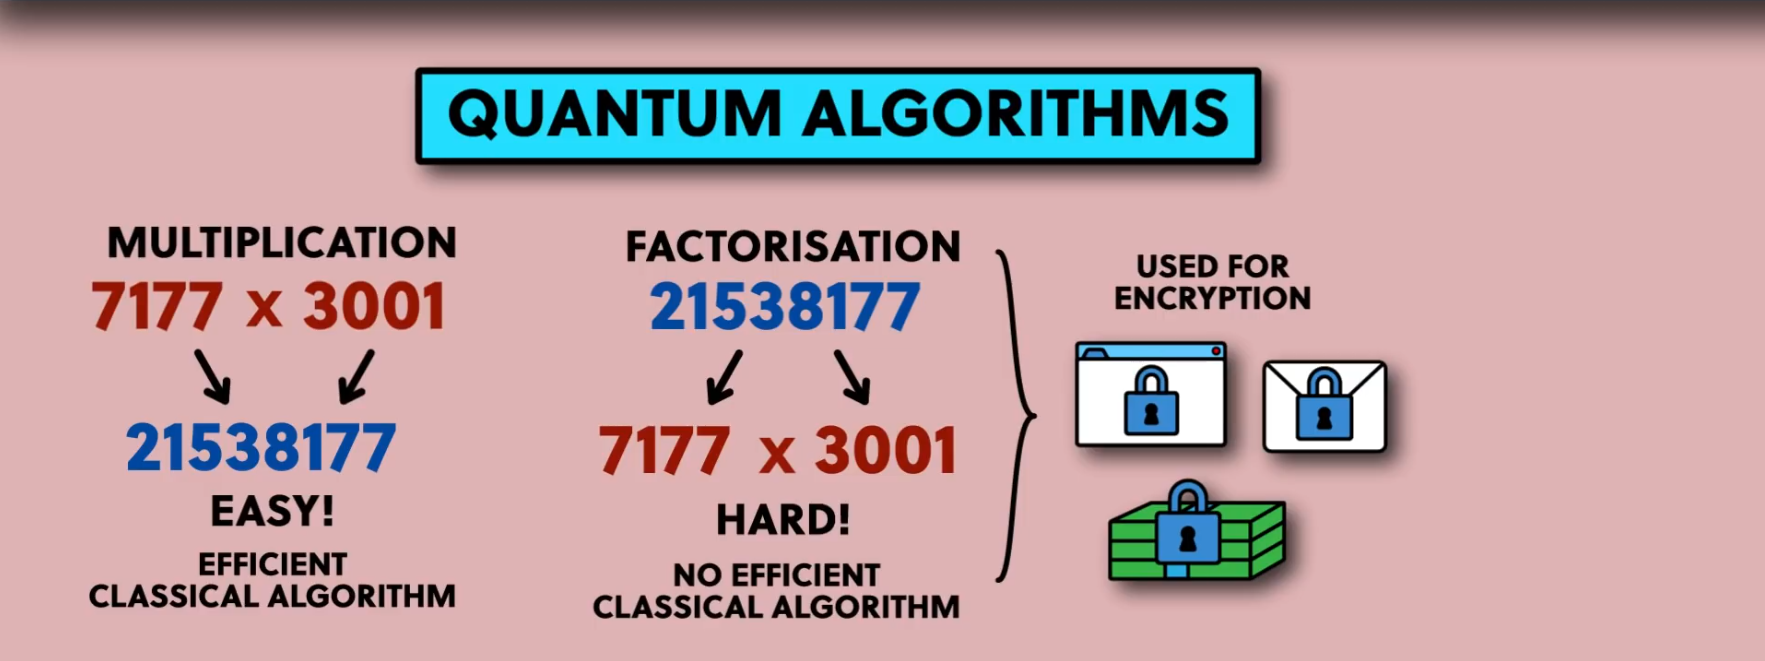 QUANTUM ALGORITHMS
MULTIPLICATION
7177 x 3001
21538177
EASY!
EFFICIENT
CLASSICAL ALGORITHM
FACTORISATION
21538177
7177 x 3001
HARD!
NO EFFICIENT
CLASSICAL ALGORITHM
USED FOR
ENCRYPTION